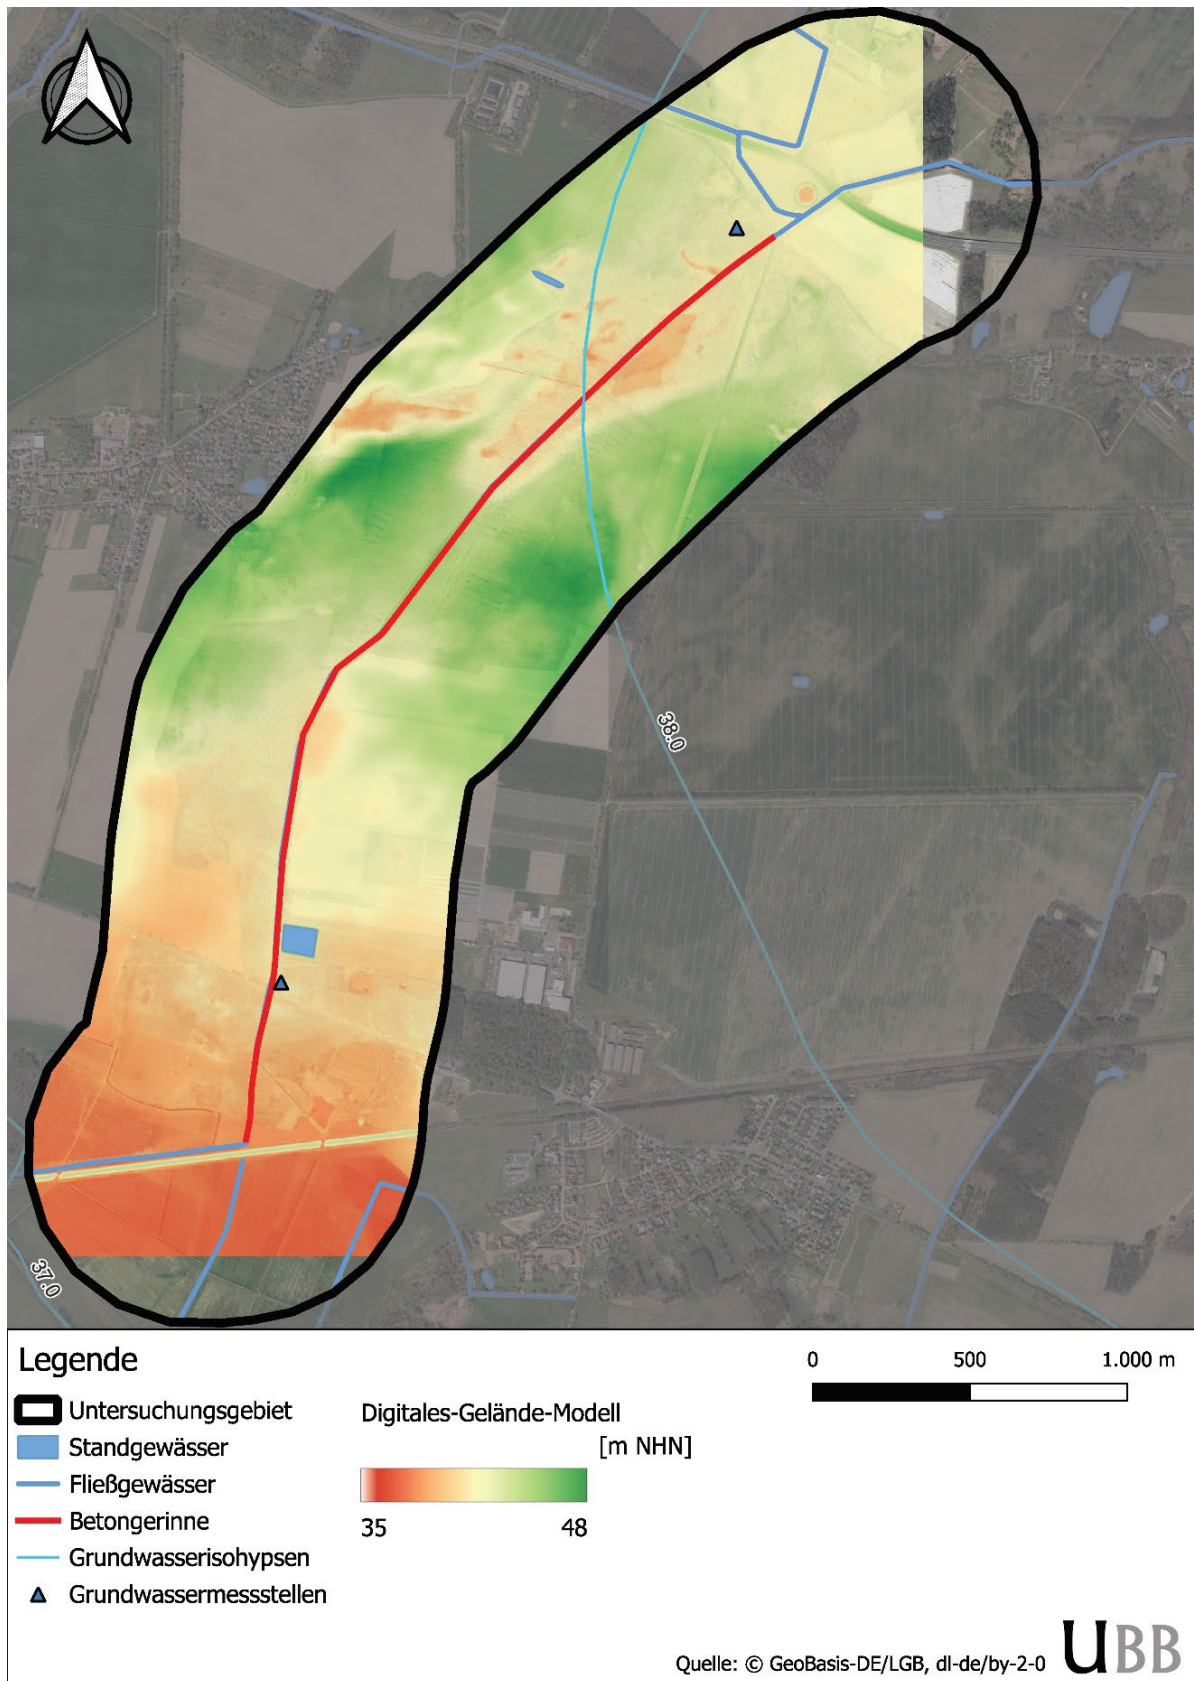 38.0
37.0
Legende
Untersuchungsgebiet
Standgewässer
Fließgewässer
Betongerinne
Grundwasserisohypsen
Grundwassermessstellen
Digitales-Gelände-Modell
[m NHN]
35 48
0 500 1.000 m
Quelle: © GeoBasis-DE/LGB, dl-de/by-2-0
UBB